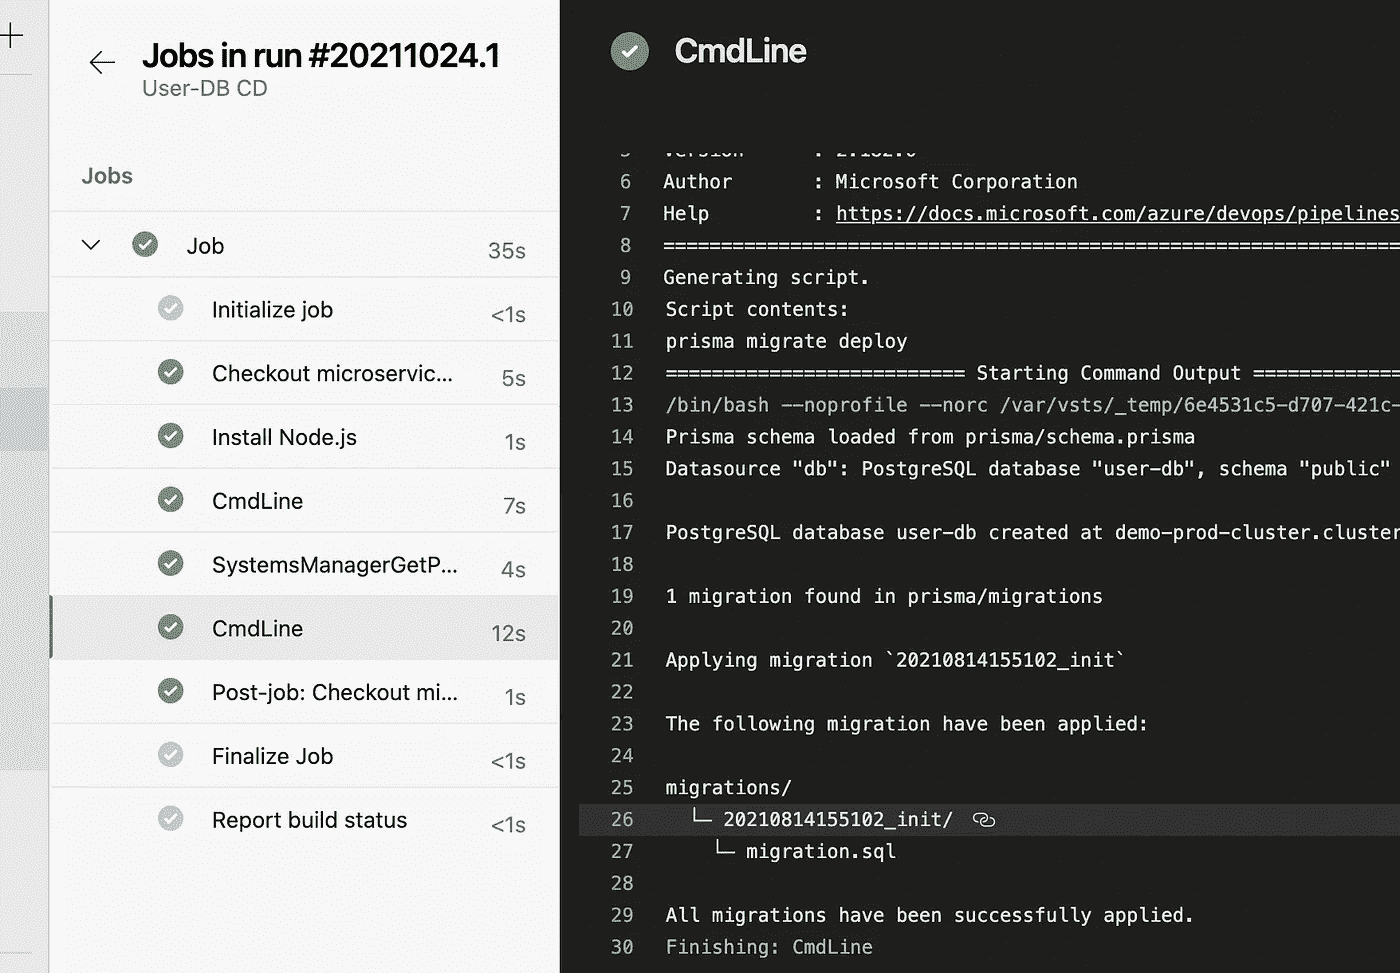 Jobs in run #20211024.1
User-DB CD
Jobs
Job 35s
Initialize job <1s
Checkout microservic... 5s
Install Node.js 1s
CmdLine 7s
SystemsManagerGetP... 4s
CmdLine 12s
Post-job: Checkout mi... 1s
Finalize Job <1s
Report build status <1s
CmdLine
5 Version : 2.182.0
6 Author : Microsoft Corporation
7 Help : https://docs.microsoft.com/azure/devops/pipelines
8 ================================================================
9 Generating script.
10 Script contents:
11 prisma migrate deploy
12 ========================== Starting Command Output =============
13 /bin/bash --noprofile --norc /var/vsts/_temp/6e4531c5-d707-421c-
14 Prisma schema loaded from prisma/schema.prisma
15 Datasource "db": PostgreSQL database "user-db", schema "public"
16
17 PostgreSQL database user-db created at demo-prod-cluster.cluster
18
19 1 migration found in prisma/migrations
20
21 Applying migration `20210814155102_init`
22
23 The following migration have been applied:
24
25 migrations/
26 └─ 20210814155102_init/
27 └─ migration.sql
28
29 All migrations have been successfully applied.
30 Finishing: CmdLine